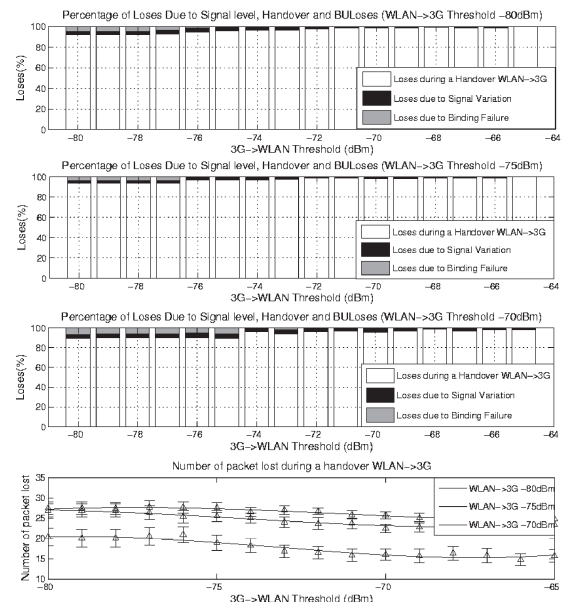 Percentage of Loses Due to Signal level, Handover and BULoses (WLAN->3G Threshold -80dBm)
100
80
60
40
20
0
Loses(%)
Loses during a Handover WLAN->3G
Loses due to Signal Variation
Loses due to Binding Failure
-80 -78 -76 -74 -72 -70 -68 -66 -64
3G->WLAN Threshold (dBm)
Percentage of Loses Due to Signal level, Handover and BULoses (WLAN->3G Threshold -75dBm)
100
80
60
40
20
0
Loses(%)
Loses during a Handover WLAN->3G
Loses due to Signal Variation
Loses due to Binding Failure
-80 -78 -76 -74 -72 -70 -68 -66 -64
3G->WLAN Threshold (dBm)
Percentage of Loses Due to Signal level, Handover and BULoses (WLAN->3G Threshold -70dBm)
100
80
60
40
20
0
Loses(%)
Loses during a Handover WLAN->3G
Loses due to Signal Variation
Loses due to Binding Failure
-80 -78 -76 -74 -72 -70 -68 -66 -64
3G->WLAN Threshold (dBm)
Number of packet lost during a handover WLAN->3G
35
30
25
20
15
10
Number of packet lost
WLAN->3G -80dBm
WLAN->3G -75dBm
WLAN->3G -70dBm
-80 -75 -70 -65
3G->WLAN Threshold (dBm)